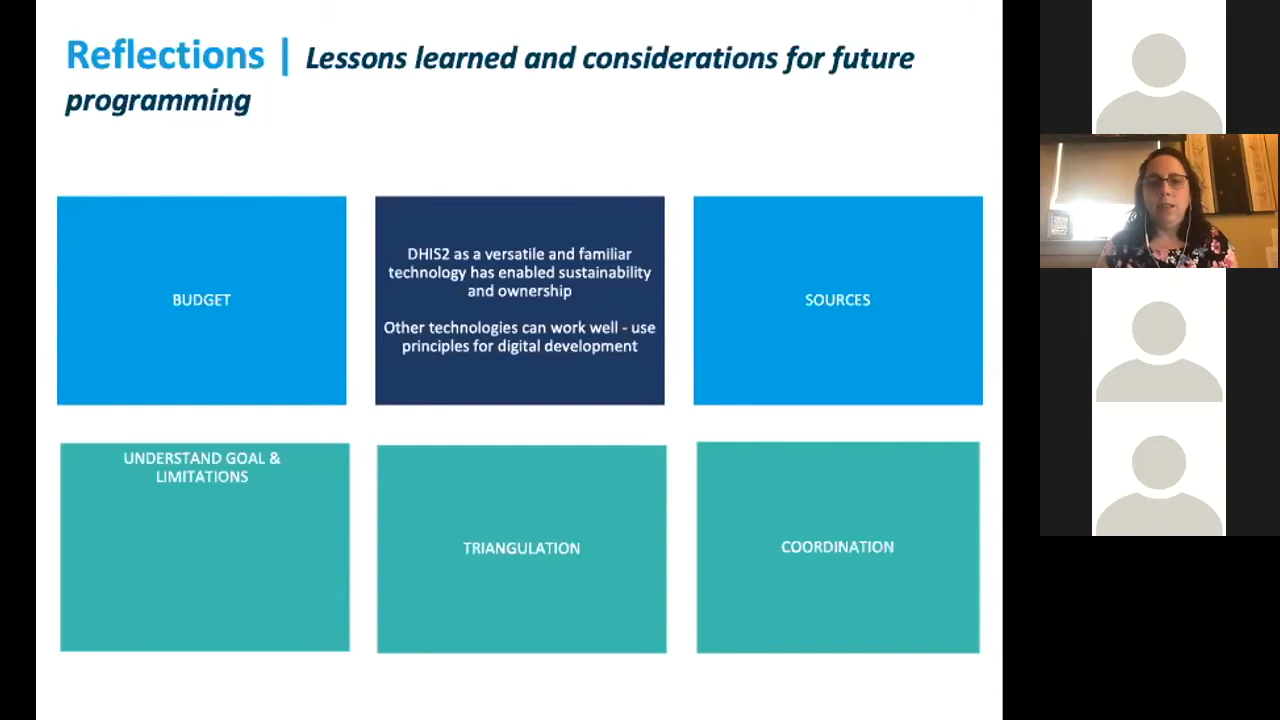 Reflections | Lessons learned and considerations for future
programming
BUDGET
DHIS2 as a versatile and familiar
technology has enabled sustainability
and ownership
Other technologies can work well - use
principles for digital development
SOURCES
UNDERSTAND GOAL &
LIMITATIONS
TRIANGULATION
COORDINATION